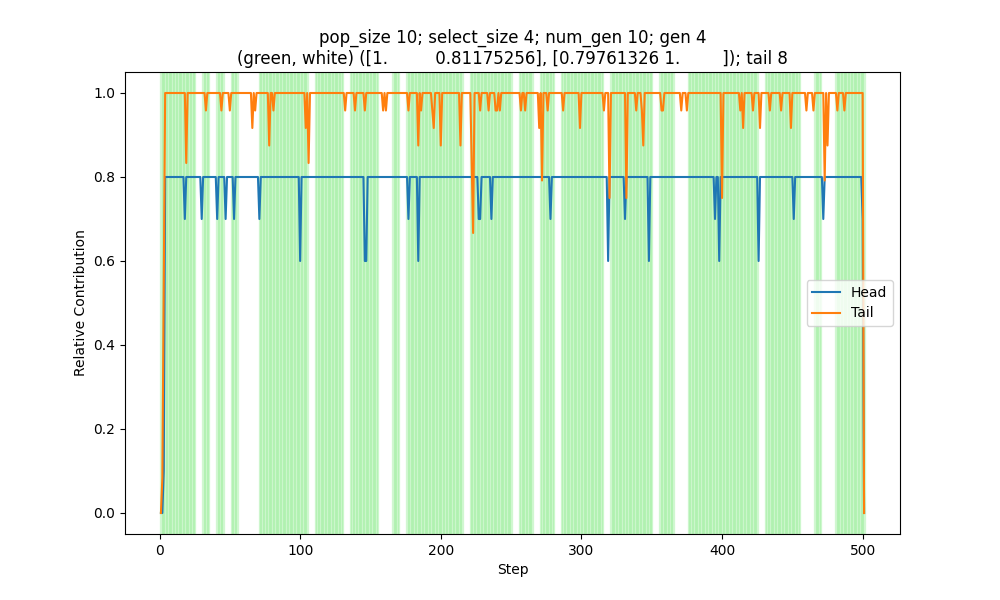 pop_size 10; select_size 4; num_gen 10; gen 4
(green, white) ([1. 0.81175256], [0.79761326 1. ]); tail 8
Relative Contribution
1.0
0.8
0.6
0.4
0.2
0.0
Head
Tail
0 100 200 300 400 500
Step